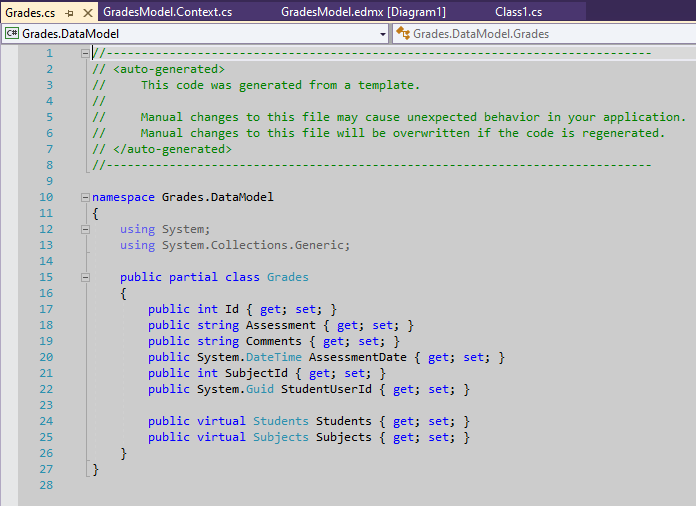 Grades.cs
GradesModel.Context.cs
GradesModel.edmx [Diagram1]
Class1.cs
C# Grades.DataModel
Grades.DataModel.Grades
1 //---------------------------------------------------------------------------
2 // <auto-generated>
3 //     This code was generated from a template.
4 //
5 //     Manual changes to this file may cause unexpected behavior in your application.
6 //     Manual changes to this file will be overwritten if the code is regenerated.
7 // </auto-generated>
8 //---------------------------------------------------------------------------
9
10 namespace Grades.DataModel
11 {
12     using System;
13     using System.Collections.Generic;
14
15     public partial class Grades
16     {
17         public int Id { get; set; }
18         public string Assessment { get; set; }
19         public string Comments { get; set; }
20         public System.DateTime AssessmentDate { get; set; }
21         public int SubjectId { get; set; }
22         public System.Guid StudentUserId { get; set; }
23
24         public virtual Students Students { get; set; }
25         public virtual Subjects Subjects { get; set; }
26     }
27 }
28